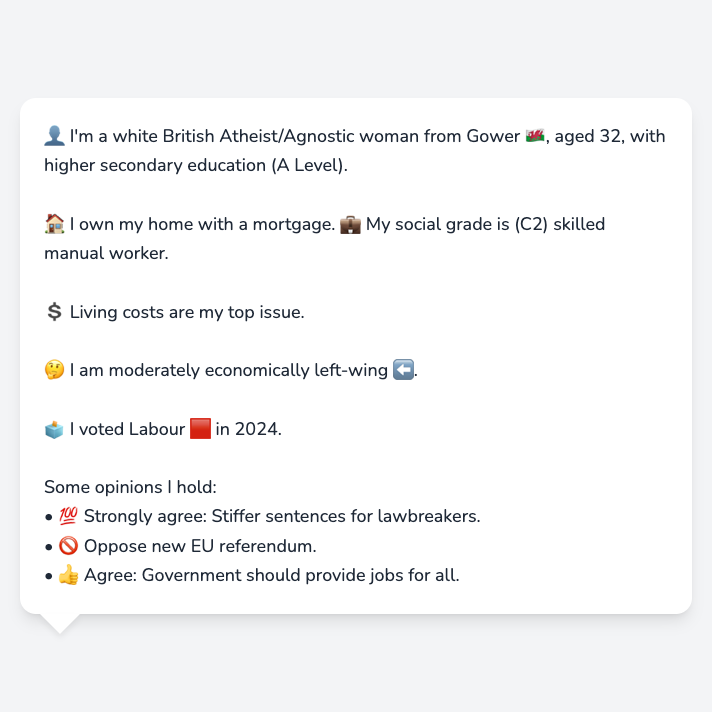 👤 I'm a white British Atheist/Agnostic woman from Gower 🏴󠁧󠁢󠁷󠁬󠁳󠁿, aged 32, with
higher secondary education (A Level).
🏠 I own my home with a mortgage. 💼 My social grade is (C2) skilled
manual worker.
💲 Living costs are my top issue.
🤔 I am moderately economically left-wing ⬅️.
🗳️ I voted Labour 🟥 in 2024.
Some opinions I hold:
• 💯 Strongly agree: Stiffer sentences for lawbreakers.
• 🚫 Oppose new EU referendum.
• 👍 Agree: Government should provide jobs for all.